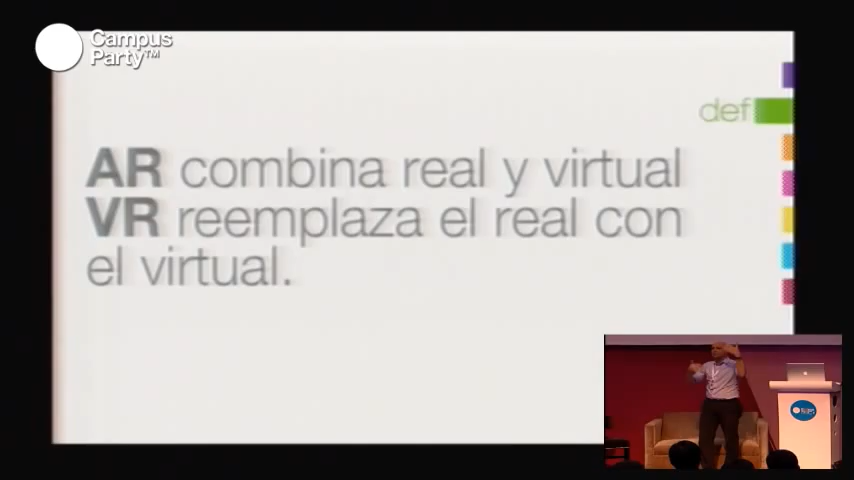 Campus
Party™
def
AR combina real y virtual
VR reemplaza el real con
el virtual.